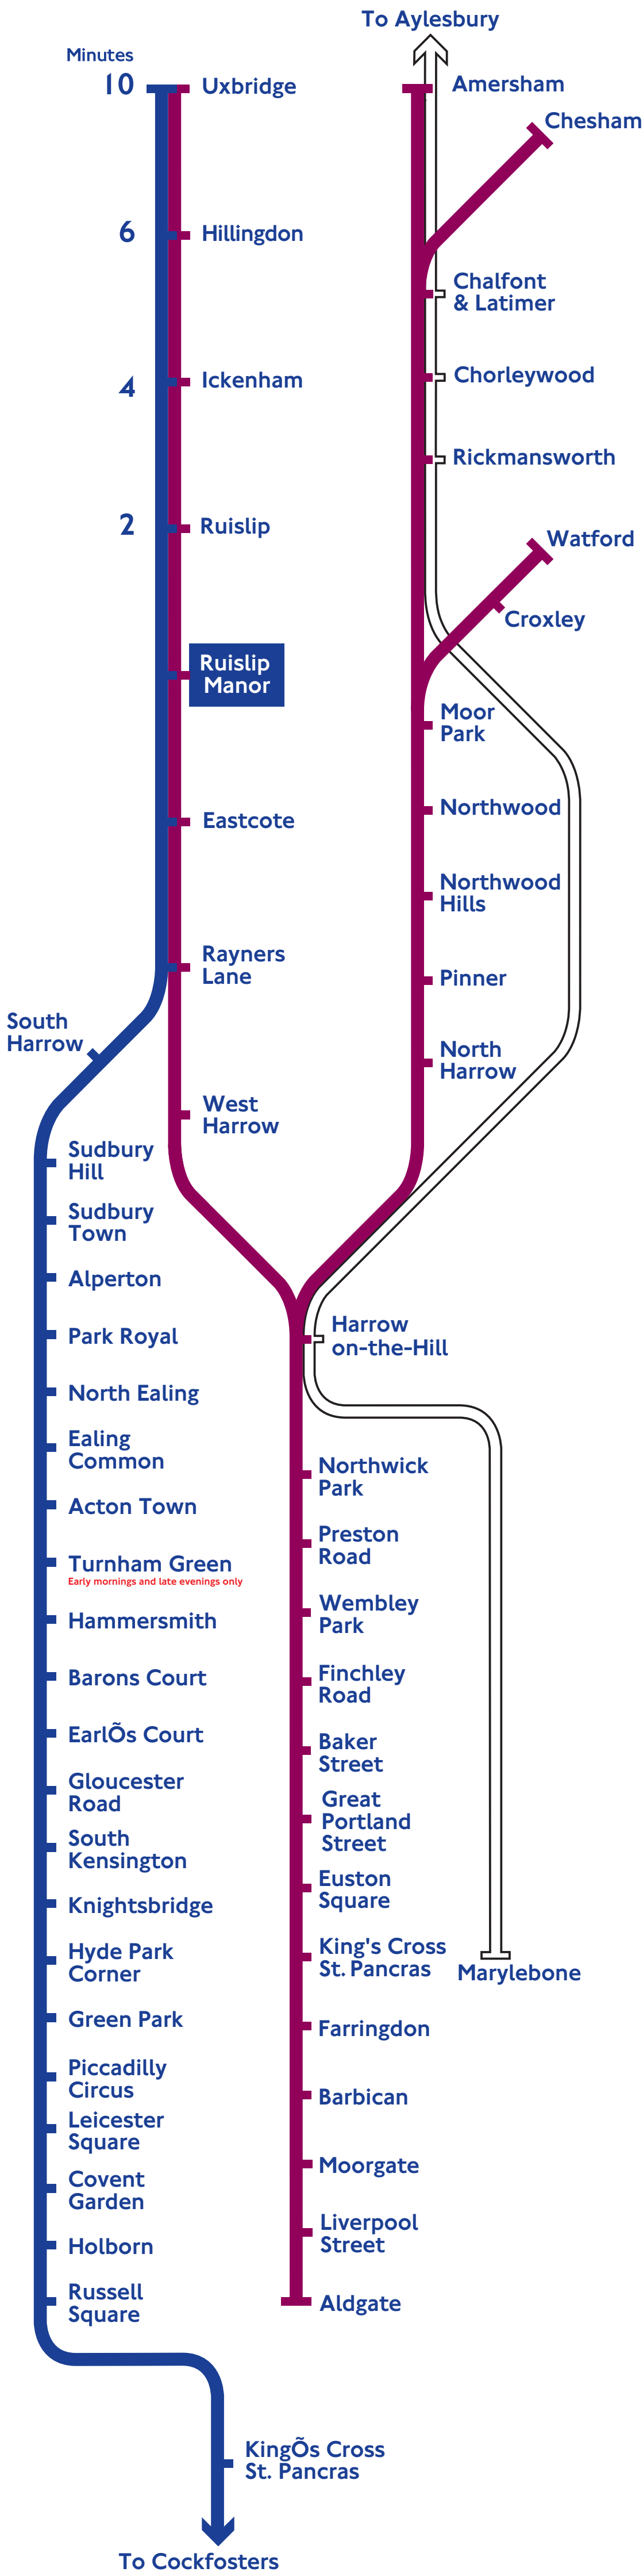 To Aylesbury
Minutes
10
Uxbridge
Amersham
Chesham
6
Hillingdon
Chalfont
& Latimer
4
Ickenham
Chorleywood
Rickmansworth
2
Ruislip
Watford
Croxley
Ruislip
Manor
Moor
Park
Northwood
Eastcote
Northwood
Hills
Rayners
Lane
Pinner
South
Harrow
North
Harrow
West
Harrow
Sudbury
Hill
Sudbury
Town
Alperton
Park Royal
North Ealing
Ealing
Common
Acton Town
Turnham Green
Early mornings and late evenings only
Hammersmith
Barons Court
EarlÕs Court
Gloucester
Road
South
Kensington
Knightsbridge
Hyde Park
Corner
Green Park
Piccadilly
Circus
Leicester
Square
Covent
Garden
Holborn
Russell
Square
Harrow
on-the-Hill
Northwick
Park
Preston
Road
Wembley
Park
Finchley
Road
Baker
Street
Great
Portland
Street
Euston
Square
King's Cross
St. Pancras
Marylebone
Farringdon
Barbican
Moorgate
Liverpool
Street
Aldgate
KingÕs Cross
St. Pancras
To Cockfosters